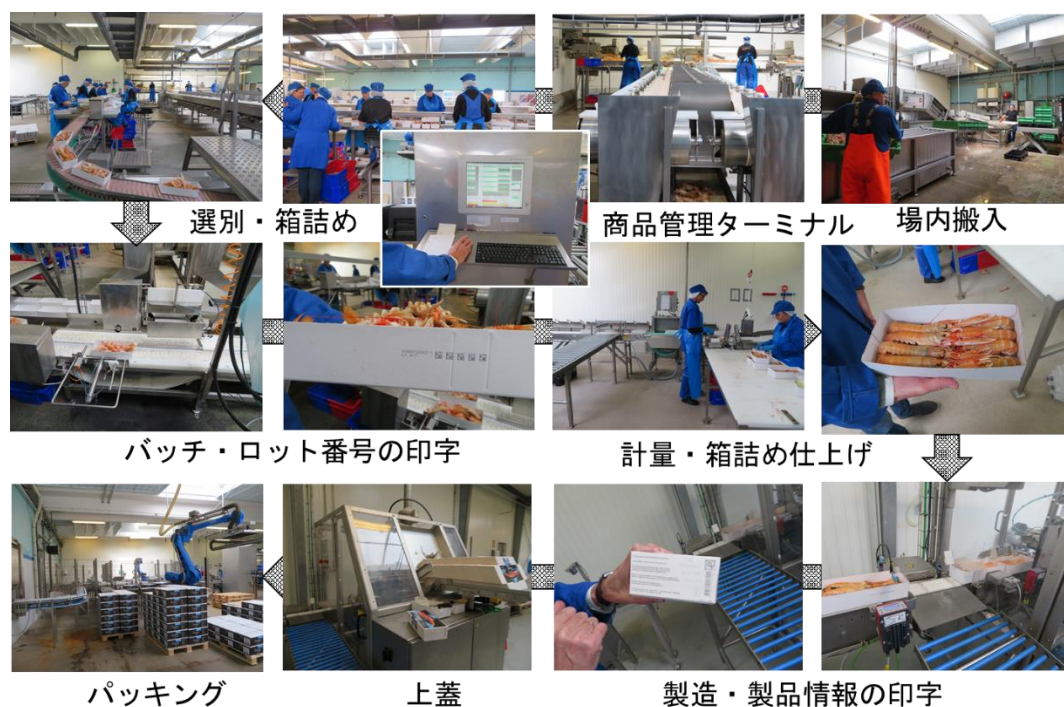 選別・箱詰め
商品管理ターミナル
場内搬入
バッチ・ロット番号の印字
計量・箱詰め仕上げ
パッキング
上蓋
製造・製品情報の印字